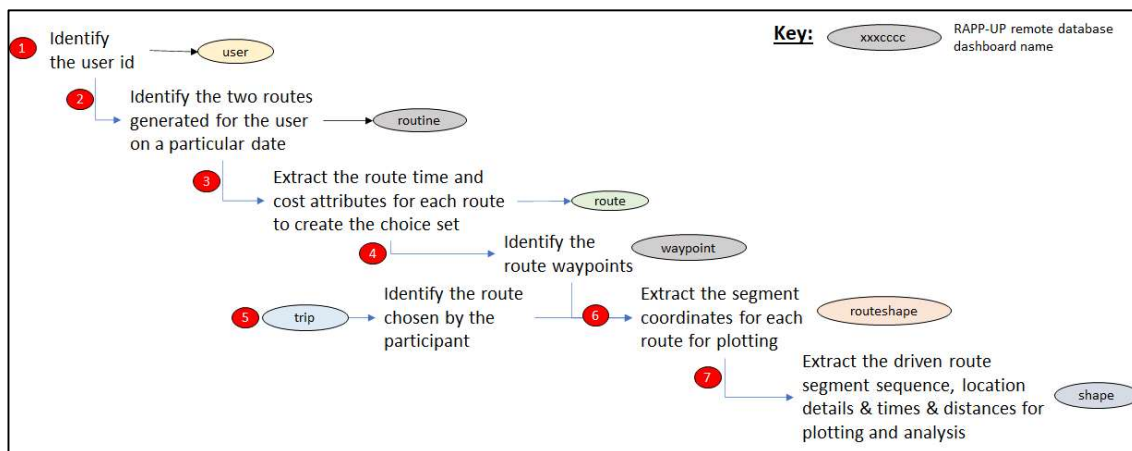 Key:
xxxcccc
RAPP-UP remote database
dashboard name
1
Identify
the user id
user
2
Identify the two routes
generated for the user
on a particular date
routine
3
Extract the route time and
cost attributes for each route
to create the choice set
route
4
Identify the
route waypoints
waypoint
5
trip
Identify the route
chosen by the
participant
6
Extract the segment
coordinates for each
route for plotting
routeshape
7
Extract the driven route
segment sequence, location
details & times & distances for
plotting and analysis
shape